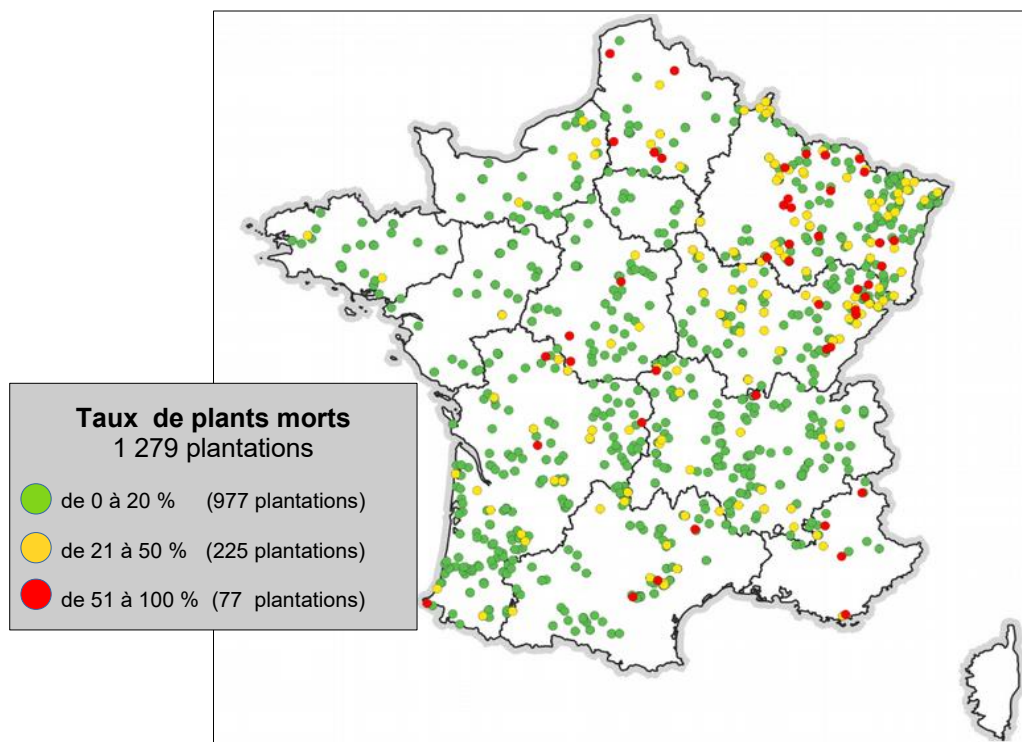 Taux de plants morts
1 279 plantations
de 0 à 20 % (977 plantations)
de 21 à 50 % (225 plantations)
de 51 à 100 % (77 plantations)